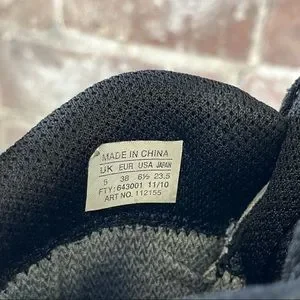 MADE IN CHINA
UK EUR USA JAPAN
5 38 6½ 23.5
FTY: 643001 11/10
ART NO. 112155